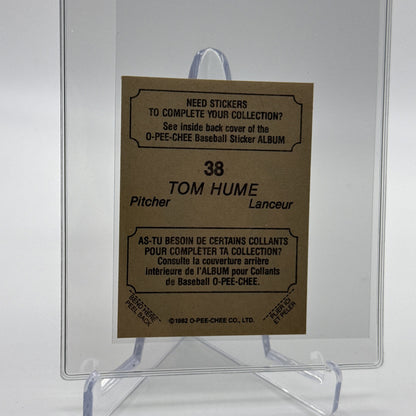 NEED STICKERS
TO COMPLETE YOUR COLLECTION?
See inside back cover of the
O-PEE-CHEE Baseball Sticker ALBUM
38
TOM HUME
Pitcher Lanceur
AS-TU BESOIN DE CERTAINS COLLANTS
POUR COMPLÉTER TA COLLECTION?
Consulte la couverture arrière
intérieure de l'ALBUM pour Collants
de Baseball O-PEE-CHEE.
BEND HERE
PEEL BACK
PLIER ICI
ET PELER
©1982 O-PEE-CHEE CO., LTD.